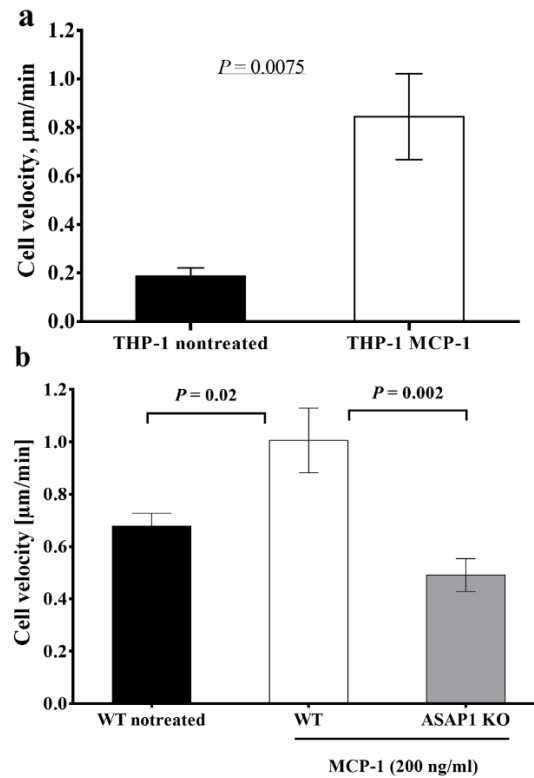 a
Cell velocity, μm/min
1.2
1.0
0.8
0.6
0.4
0.2
0.0
P = 0.0075
THP-1 nontreated THP-1 MCP-1
b
Cell velocity [μm/min]
1.2
1.0
0.8
0.6
0.4
0.2
0.0
P = 0.02 P = 0.002
WT notreated WT ASAP1 KO
MCP-1 (200 ng/ml)